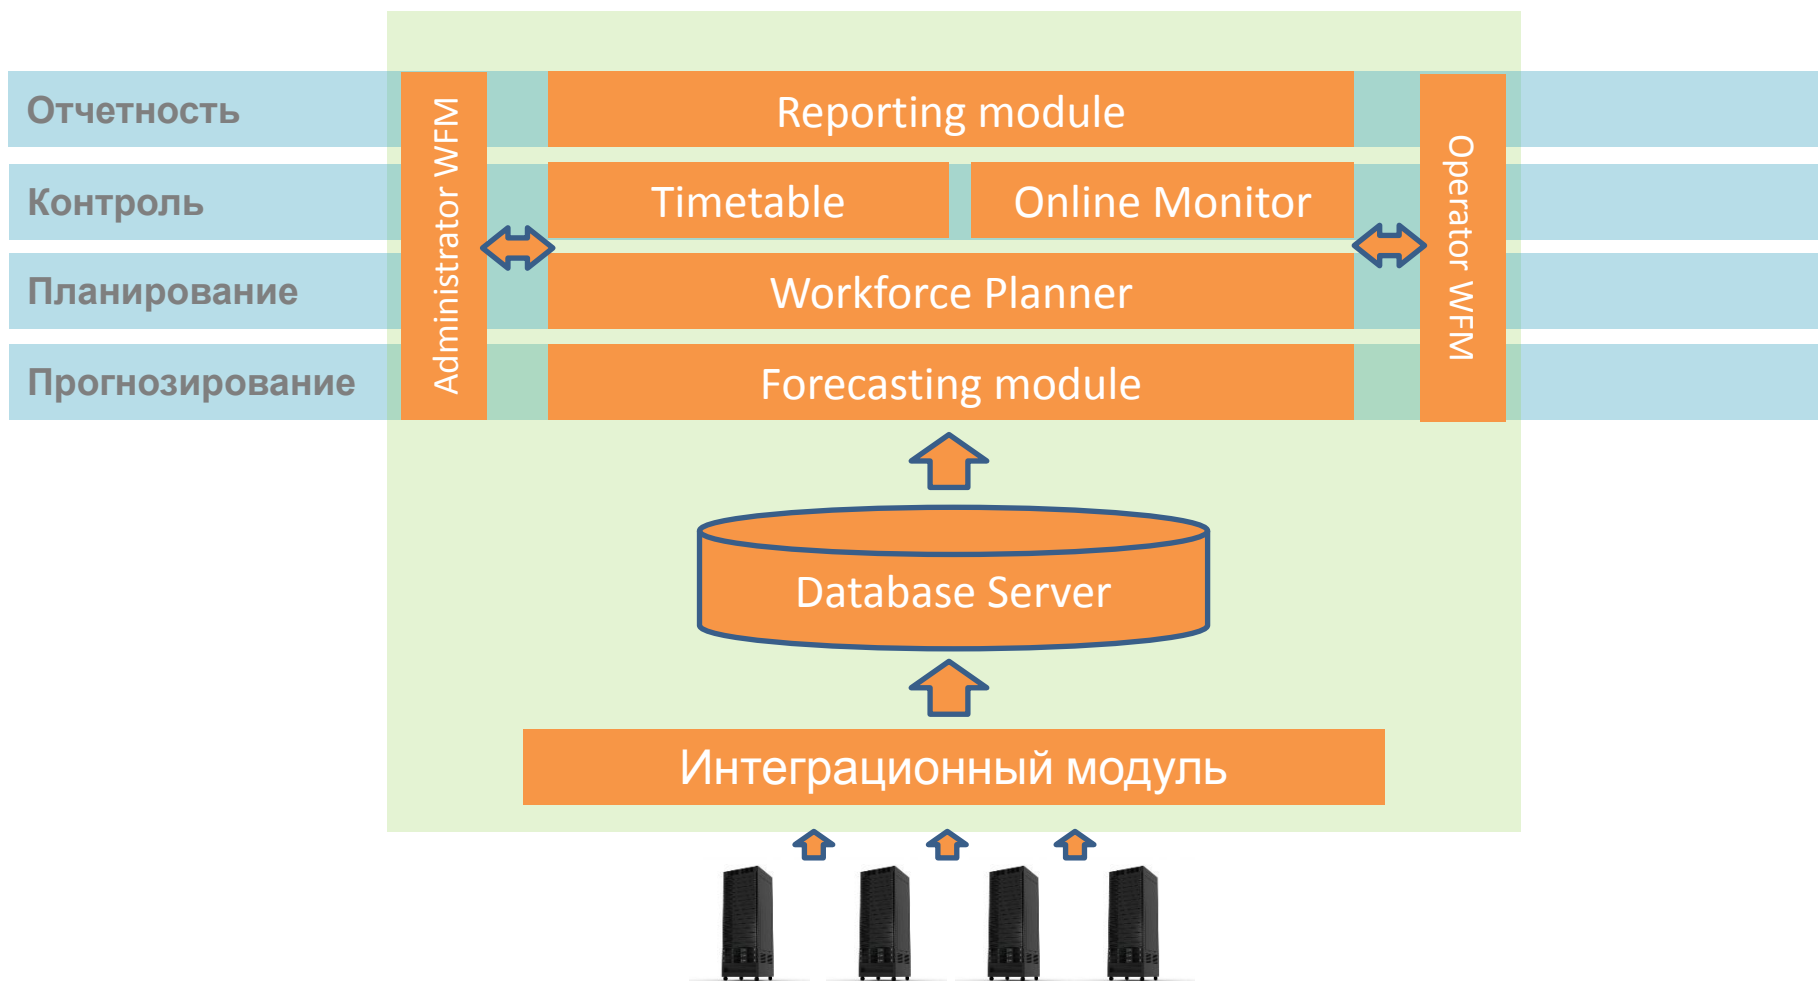 Отчетность
Reporting module
Контроль
Timetable
Online Monitor
Планирование
Workforce Planner
Прогнозирование
Forecasting module
Administrator WFM
Operator WFM
Database Server
Интеграционный модуль